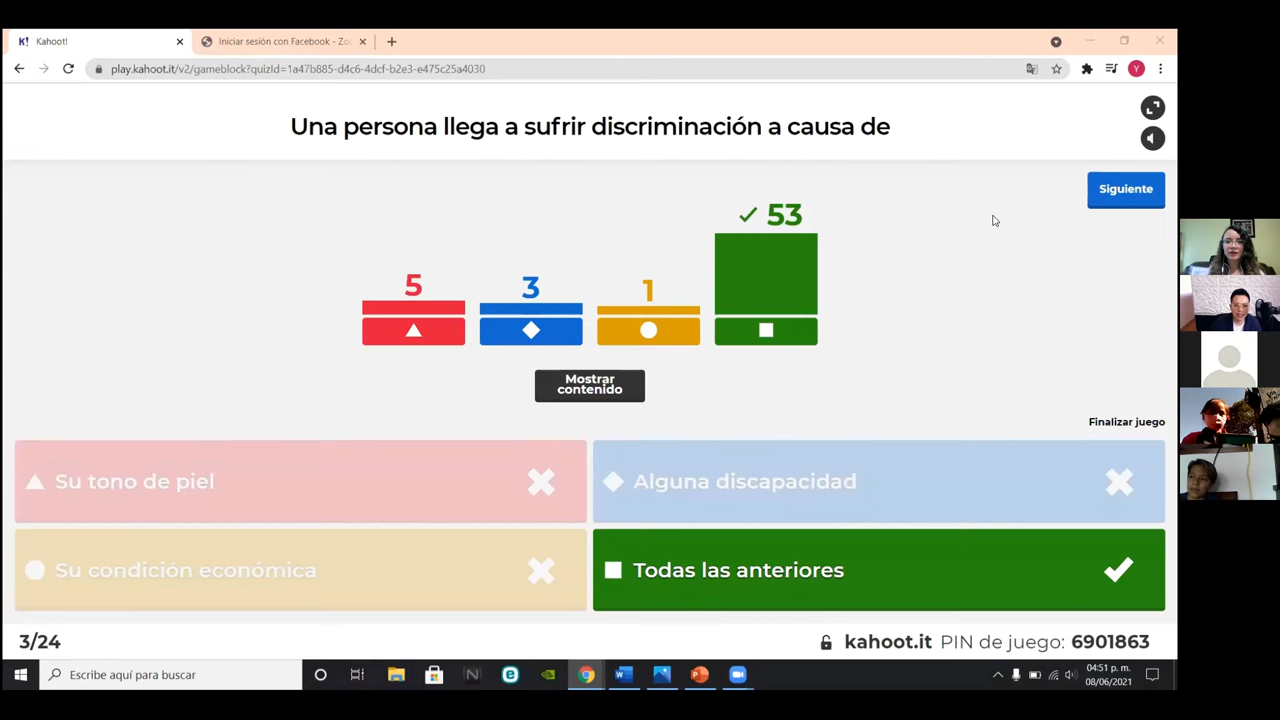 K! Kahoot!
Iniciar sesión con Facebook - Zo
play.kahoot.it/v2/gameblock?quizId=1a47b885-d4c6-4dcf-b2e3-e475c25a4030
Y
Una persona llega a sufrir discriminación a causa de
Siguiente
5
3
1
53
Mostrar
contenido
Finalizar juego
Su tono de piel
Alguna discapacidad
Su condición económica
Todas las anteriores
3/24
kahoot.it PIN de juego: 6901863
Escribe aquí para buscar
04:51 p. m.
08/06/2021